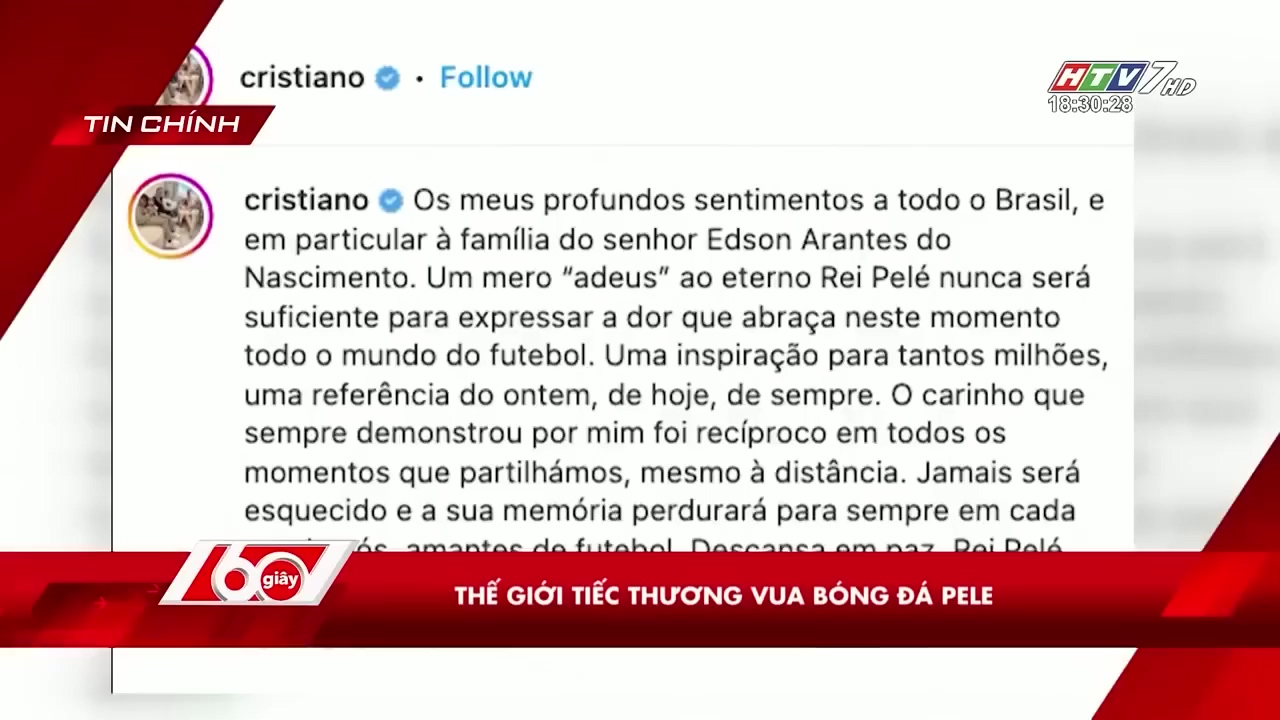 cristiano • Follow
HTV7 HD
18:30:28
TIN CHÍNH
cristiano Os meus profundos sentimentos a todo o Brasil, e
em particular à família do senhor Edson Arantes do
Nascimento. Um mero “adeus” ao eterno Rei Pelé nunca será
suficiente para expressar a dor que abraça neste momento
todo o mundo do futebol. Uma inspiração para tantos milhões,
uma referência do ontem, de hoje, de sempre. O carinho que
sempre demonstrou por mim foi recíproco em todos os
momentos que partilhámos, mesmo à distância. Jamais será
esquecido e a sua memória perdurará para sempre em cada
amantes de futebol. Descansa em paz, Rei Pelé
60 giây
THẾ GIỚI TIẾC THƯƠNG VUA BÓNG ĐÁ PELE